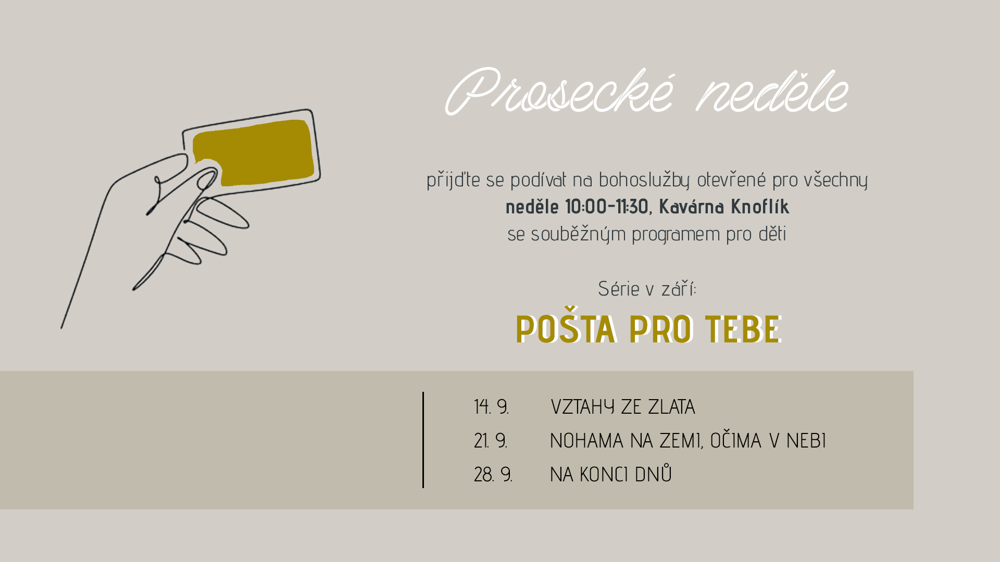 Prosecké neděle
přijďte se podívat na bohoslužby otevřené pro všechny
neděle 10:00-11:30, Kavárna Knoflík
se souběžným programem pro děti
Série v září:
POŠTA PRO TEBE
14. 9. VZTAHY ZE ZLATA
21. 9. NOHAMA NA ZEMI, OČIMA V NEBI
28. 9. NA KONCI DNŮ